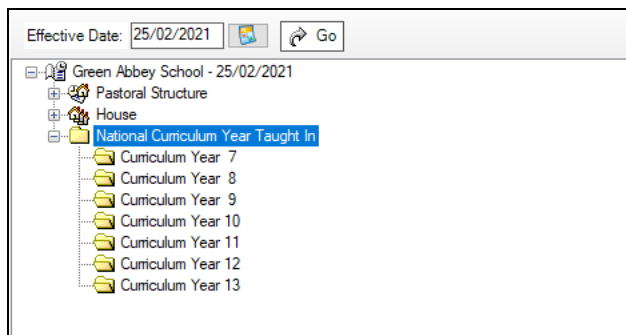 Effective Date: 25/02/2021 Go
Green Abbey School - 25/02/2021
Pastoral Structure
House
National Curriculum Year Taught In
Curriculum Year 7
Curriculum Year 8
Curriculum Year 9
Curriculum Year 10
Curriculum Year 11
Curriculum Year 12
Curriculum Year 13